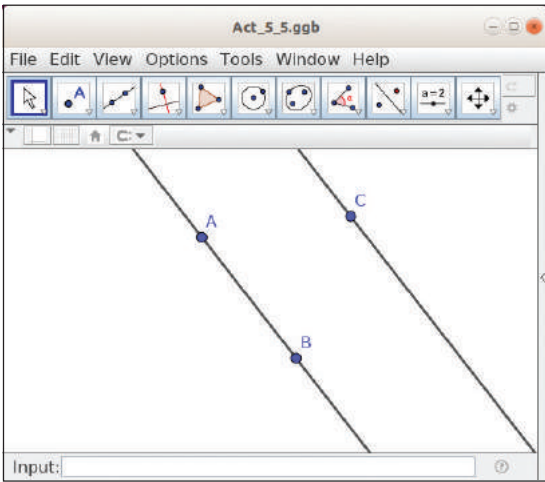 Act_5_5.ggb
File Edit View Options Tools Window Help
A
a=2
C:
A
C
B
Input: